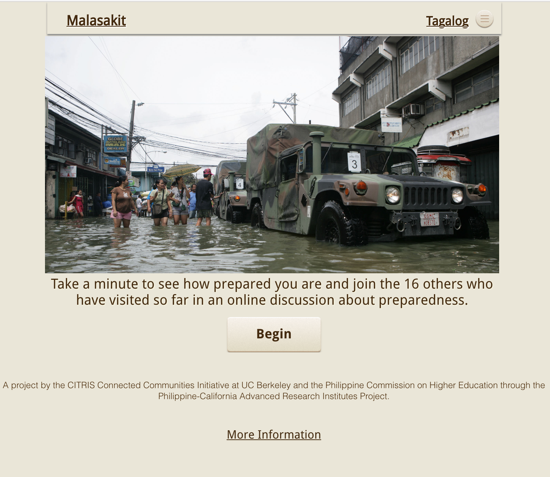 Malasakit
Tagalog
3
Take a minute to see how prepared you are and join the 16 others who
have visited so far in an online discussion about preparedness.
Begin
A project by the CITRIS Connected Communities Initiative at UC Berkeley and the Philippine Commission on Higher Education through the
Philippine-California Advanced Research Institutes Project.
More Information